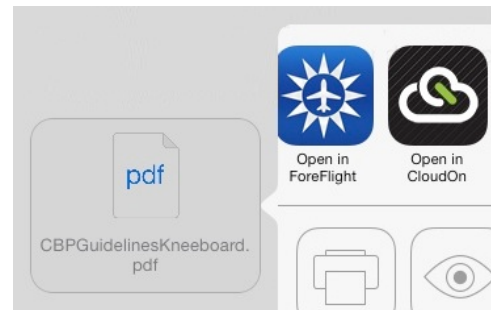 Open in
ForeFlight
Open in
CloudOn
pdf
CBPGuidelinesKneeboard.
pdf